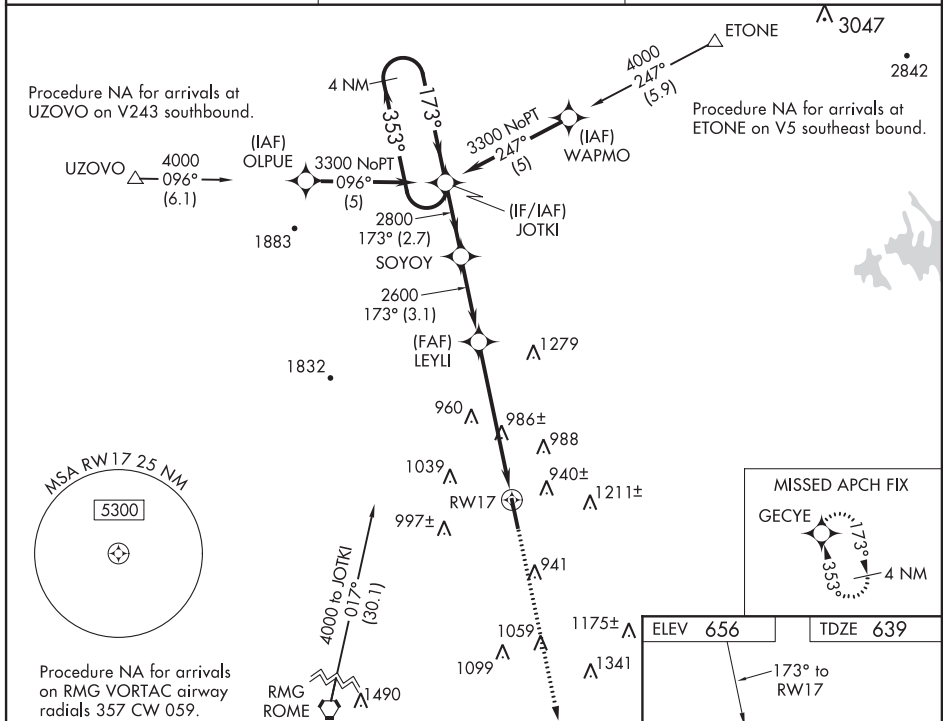 3047
ETONE
2842
4000
247°
(5.9)
4 NM
173°
353°
Procedure NA for arrivals at
UZOVO on V243 southbound.
Procedure NA for arrivals at
ETONE on V5 southeast bound.
3300 NoPT
247°
(5)
(IAF)
WAPMO
(IAF)
OLPUE
UZOVO
4000
096°
(6.1)
3300 NoPT
096°
(5)
(IF/IAF)
JOTKI
1883
2800
173° (2.7)
SOYOY
2600
173° (3.1)
(FAF)
LEYLI
1279
1832
960
986±
988
1039
940±
1211±
RW17
997±
MSA RW17 25 NM
5300
MISSED APCH FIX
GECYE
173°
353°
4 NM
941
4000 to JOTKI
017°
(30.1)
1059
1175±
1099
1341
ELEV 656
TDZE 639
173° to
RW17
Procedure NA for arrivals
on RMG VORTAC airway
radials 357 CW 059.
RMG
ROME
1490